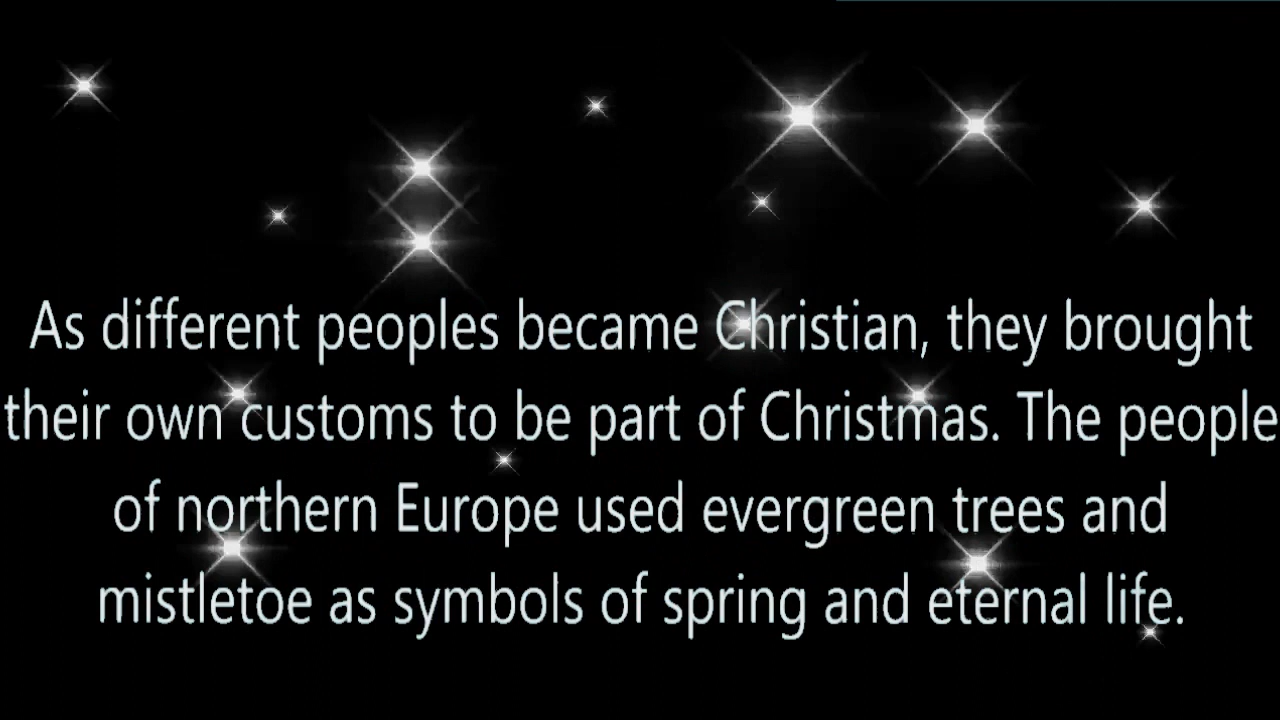 As different peoples became Christian, they brought
their own customs to be part of Christmas. The people
of northern Europe used evergreen trees and
mistletoe as symbols of spring and eternal life.